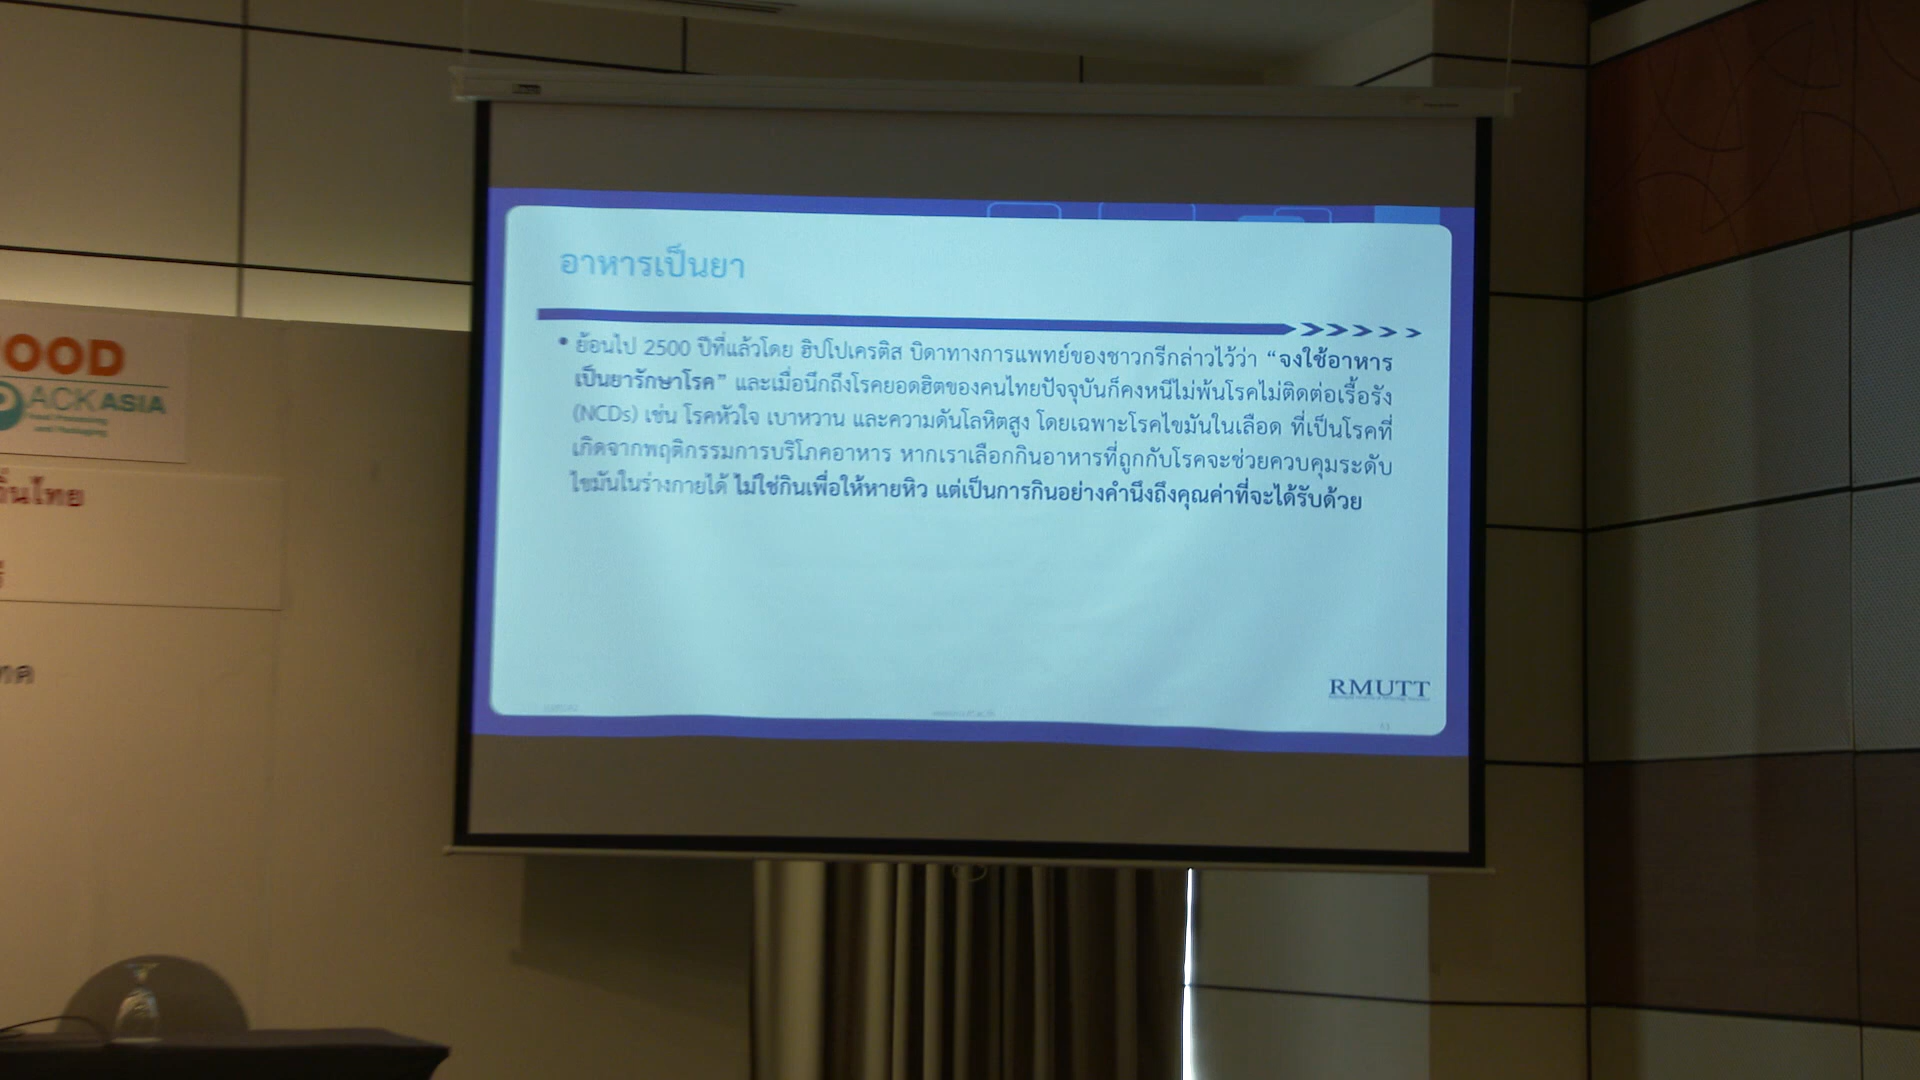 อาหารเป็นยา
• ย้อนไป 2500 ปีที่แล้วโดย ฮิปโปเครติส บิดาทางการแพทย์ของชาวกรีกล่าวไว้ว่า “จงใช้อาหาร
เป็นยารักษาโรค” และเมื่อนึกถึงโรคยอดฮิตของคนไทยปัจจุบันก็คงหนีไม่พ้นโรคไม่ติดต่อเรื้อรัง
(NCDs) เช่น โรคหัวใจ เบาหวาน และความดันโลหิตสูง โดยเฉพาะโรคไขมันในเลือด ที่เป็นโรคที่
เกิดจากพฤติกรรมการบริโภคอาหาร หากเราเลือกกินอาหารที่ถูกกับโรคจะช่วยควบคุมระดับ
ไขมันในร่างกายได้ ไม่ใช่กินเพื่อให้หายหิว แต่เป็นการกินอย่างคำนึงถึงคุณค่าที่จะได้รับด้วย
RMUTT
OOD
ACK ASIA
and Packaging